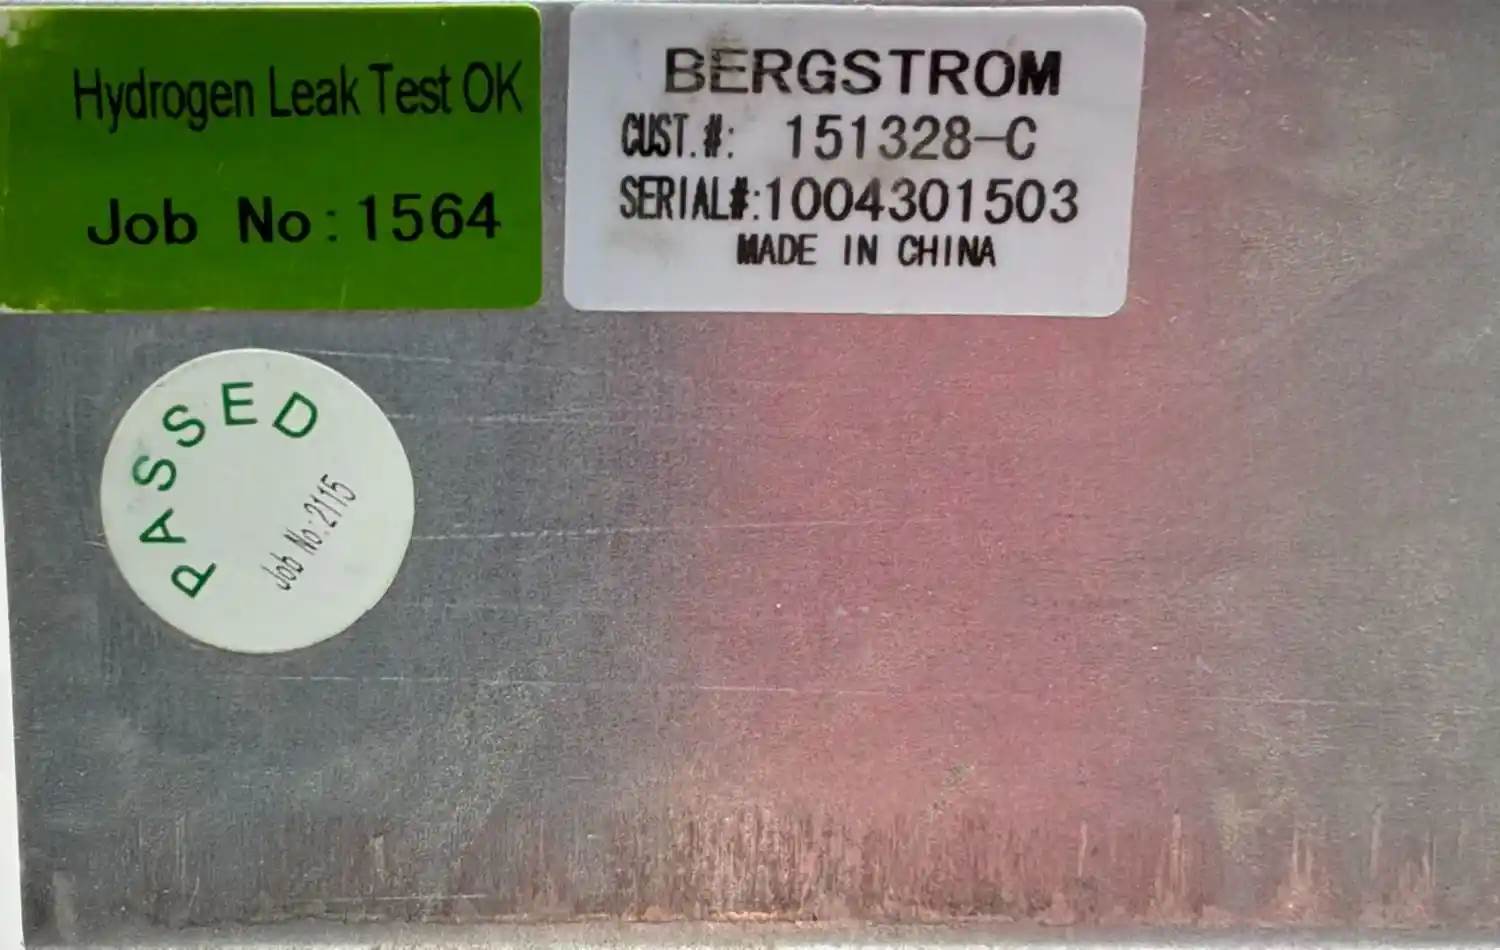 Hydrogen Leak Test OK
Job No:1564
BERGSTROM
CUST.#: 151328-C
SERIAL#:1004301503
MADE IN CHINA
PASSED
Job No:2115